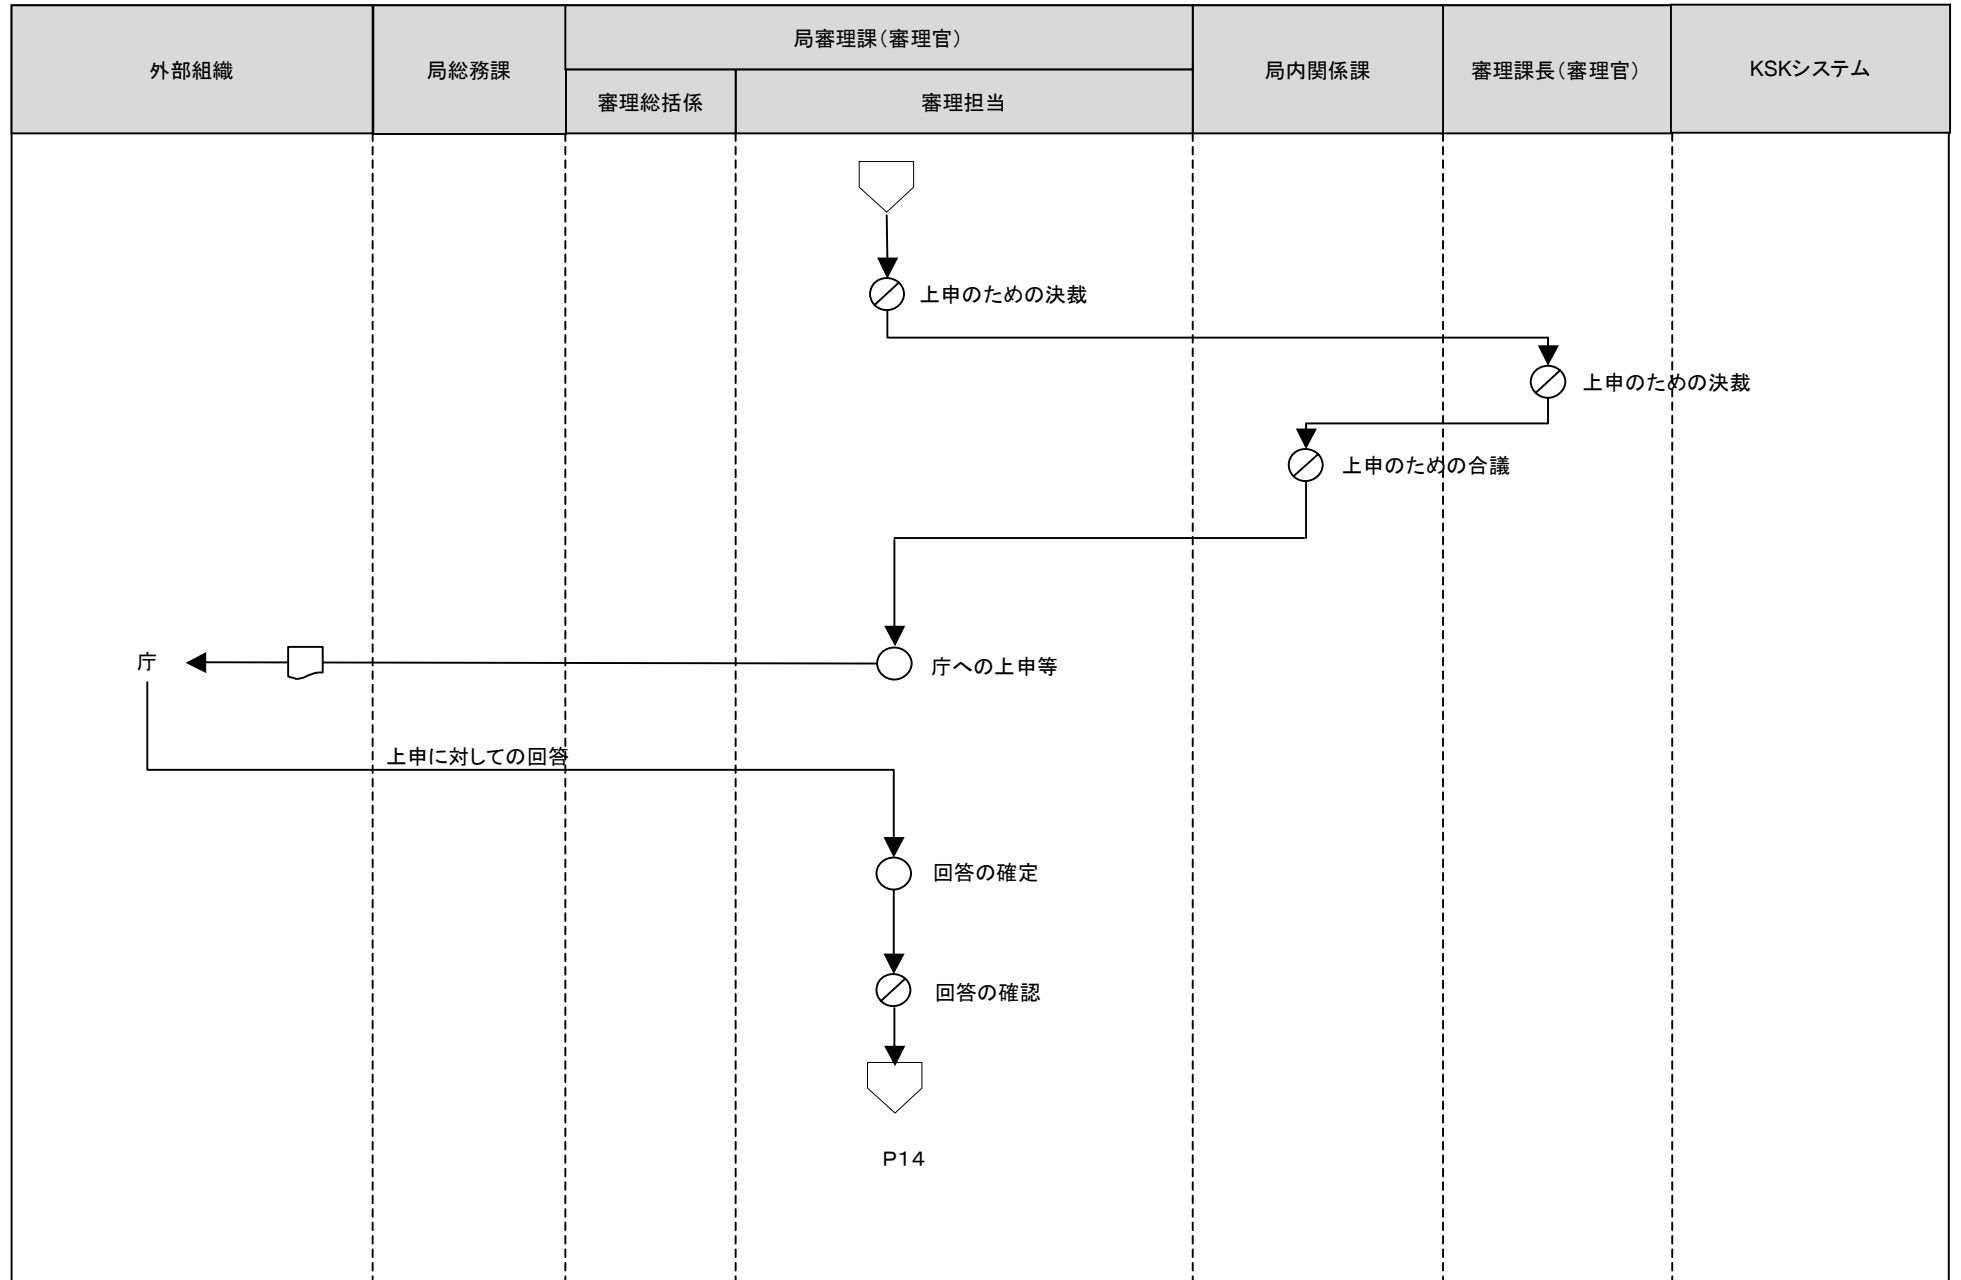 外部組織
局総務課
局審理課（審理官）
審理総括係
審理担当
局内関係課
審理課長（審理官）
KSKシステム
上申のための決裁
上申のための決裁
上申のための合議
庁
庁への上申等
上申に対しての回答
回答の確定
回答の確認
P14